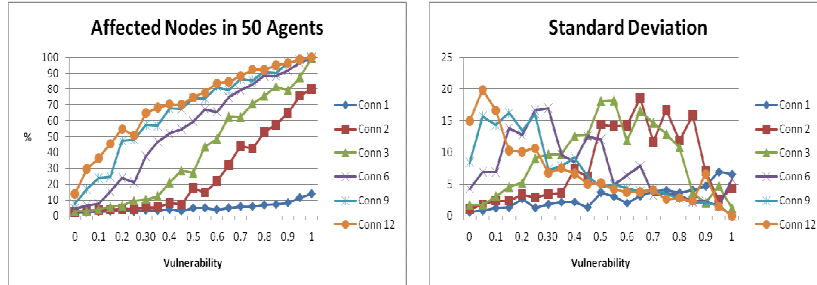 Affected Nodes in 50 Agents
100
90
80
70
60
50
40
30
20
10
0
%
0 0.1 0.2 0.30 0.4 0.5 0.6 0.7 0.8 0.9 1
Vulnerability
Conn 1
Conn 2
Conn 3
Conn 6
Conn 9
Conn 12
Standard Deviation
25
20
15
10
5
0
0 0.1 0.2 0.30 0.4 0.5 0.6 0.7 0.8 0.9 1
Vulnerability
Conn 1
Conn 2
Conn 3
Conn 6
Conn 9
Conn 12